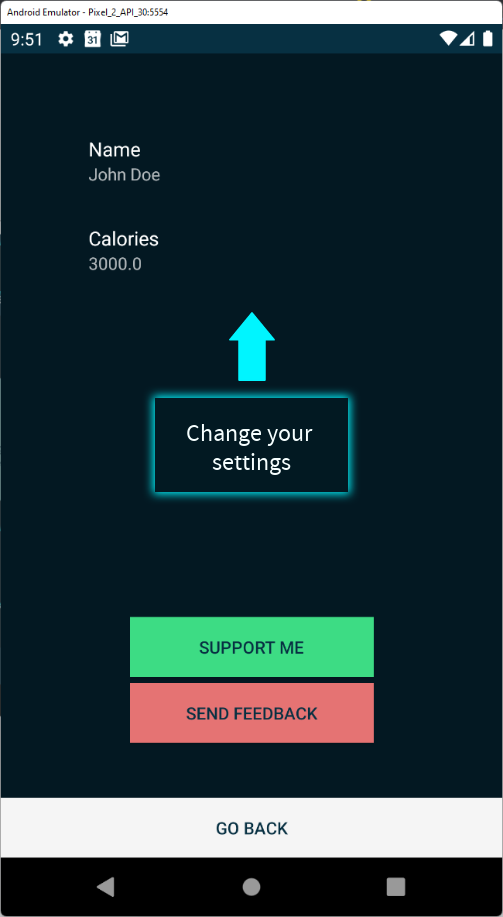 Android Emulator - Pixel_2_API_30:5554
9:51
31
Name
John Doe
Calories
3000.0
Change your
settings
SUPPORT ME
SEND FEEDBACK
GO BACK